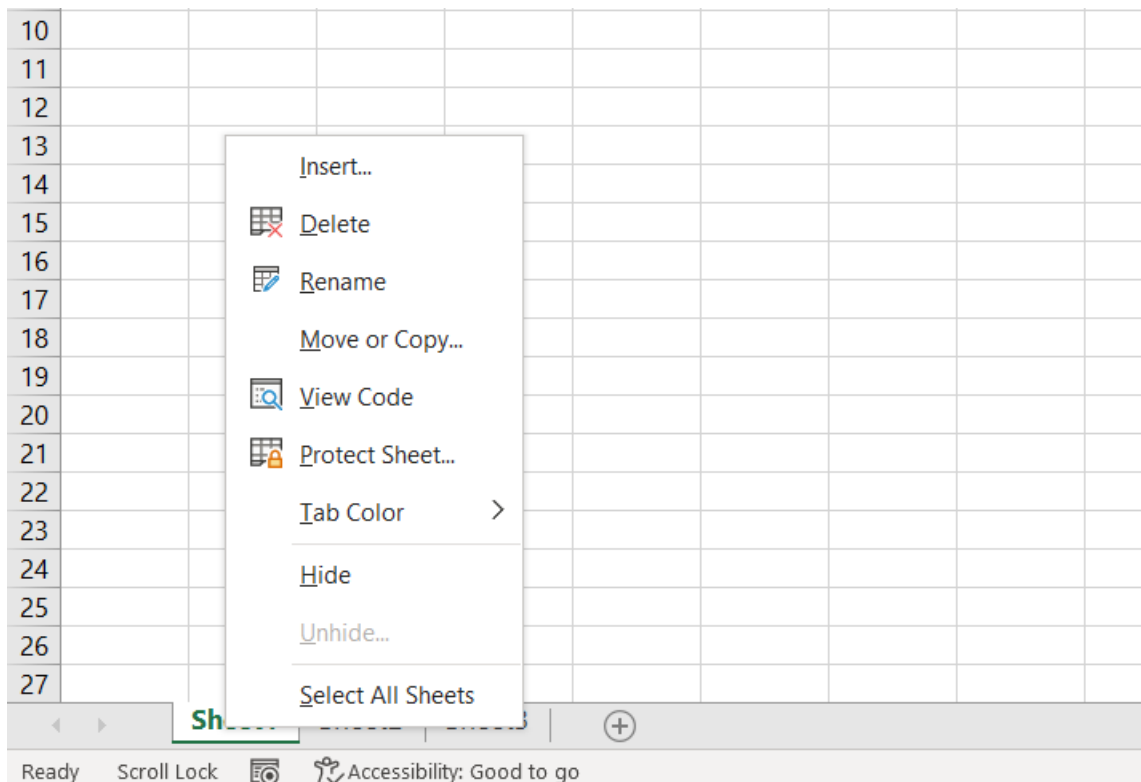 10
11
12
13
14
15
16
17
18
19
20
21
22
23
24
25
26
27
Insert...
Delete
Rename
Move or Copy...
View Code
Protect Sheet...
Tab Color
Hide
Unhide...
Select All Sheets
Ready Scroll Lock Accessibility: Good to go